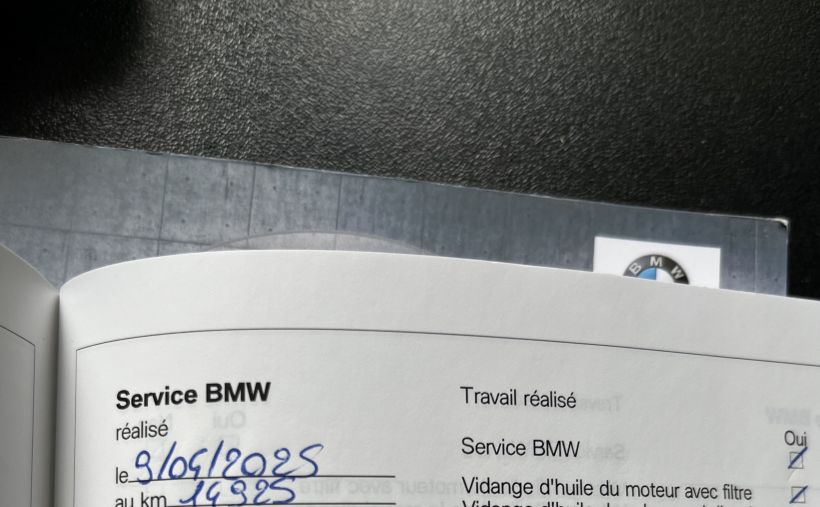 BMW
Service BMW
réalisé
le 9/04/2025
au km 14925
Travail réalisé
Oui
Service BMW
Vidange d'huile du moteur avec filtre